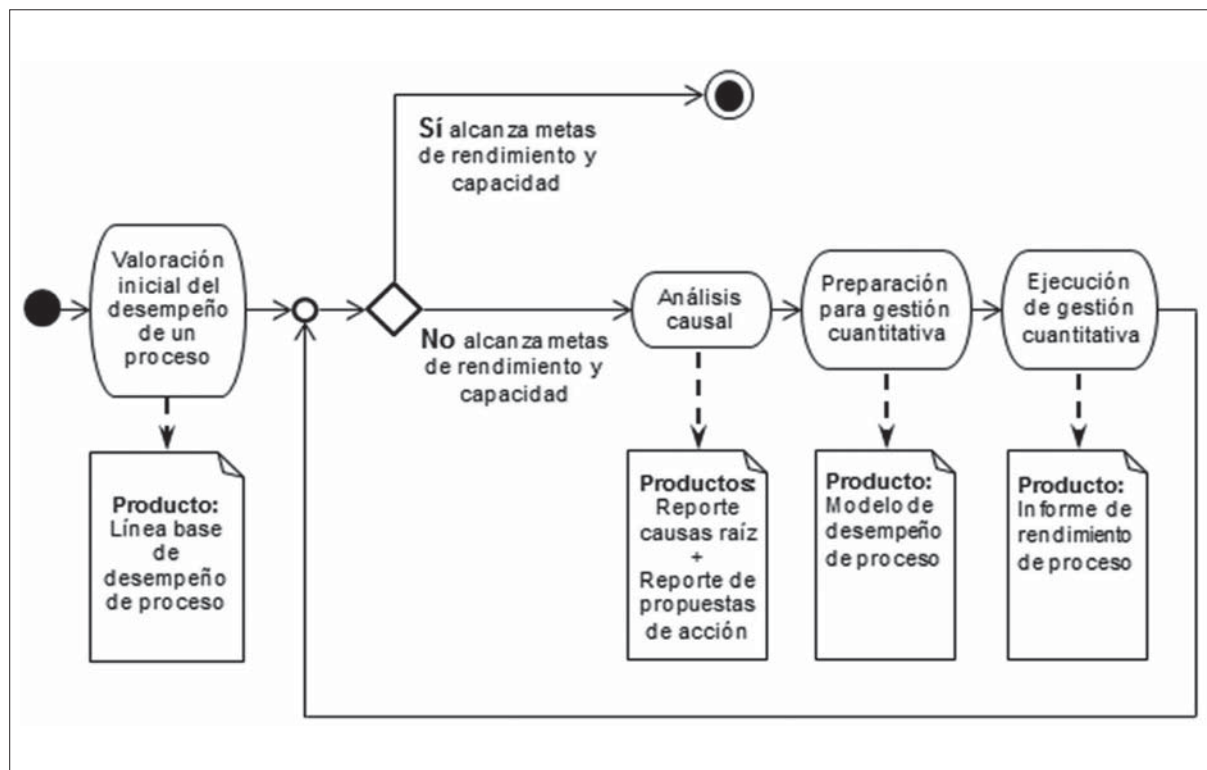 Sí alcanza metas
de rendimiento y
capacidad
Valoración
inicial del
desempeño
de un
proceso
No alcanza metas
de rendimiento y
capacidad
Análisis
causal
Preparación
para gestión
cuantitativa
Ejecución
de gestión
cuantitativa
Producto:
Línea base
de
desempeño
de proceso
Productos:
Reporte
causas raíz
+
Reporte de
propuestas
de acción
Producto:
Modelo de
desempeño
de proceso
Producto:
Informe de
rendimiento
de proceso